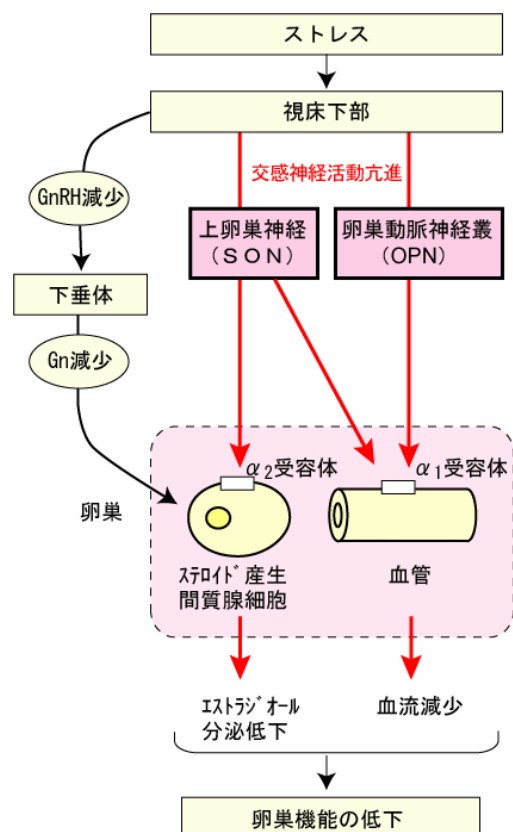 ストレス
視床下部
交感神経活動亢進
GnRH減少
上卵巣神経
(SON)
卵巣動脈神経叢
(OPN)
下垂体
Gn減少
α2受容体
α1受容体
卵巣
ｽﾃﾛｲﾄﾞ産生
間質腺細胞
血管
ｴｽﾄﾗｼﾞｵｰﾙ
分泌低下
血流減少
卵巣機能の低下